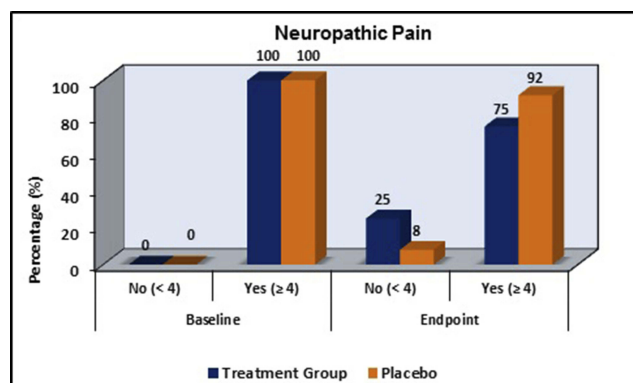 Neuropathic Pain
100 100
100
80
60
40
20
0
Percentage (%)
0 0
25
8
75
92
No (< 4) Yes (≥ 4) No (< 4) Yes (≥ 4)
Baseline Endpoint
Treatment Group Placebo